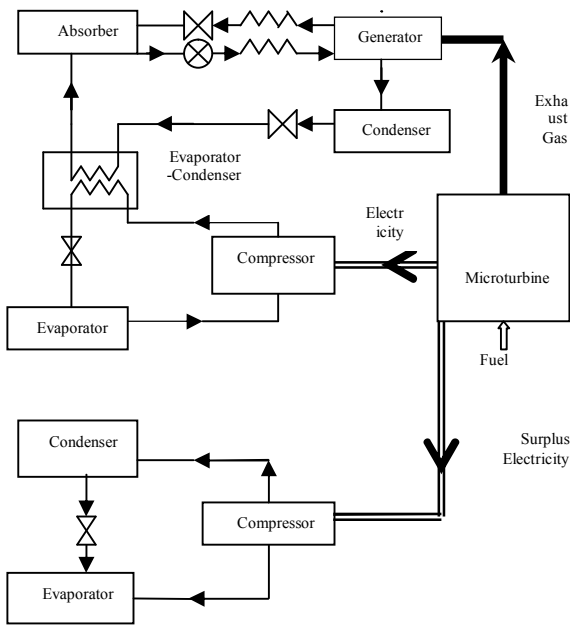 Absorber
Generator
Exha
ust
Gas
Condenser
Evaporator
-Condenser
Electr
icity
Compressor
Microturbine
Evaporator
Fuel
Condenser
Surplus
Electricity
Compressor
Evaporator